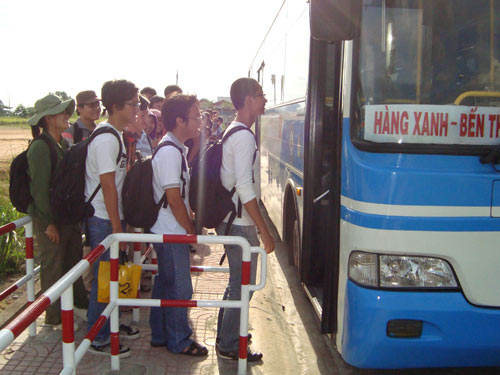 HÀNG XANH - BẾN TH